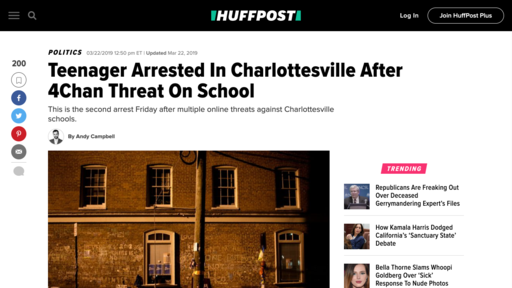 HUFFPOST
Log In
Join HuffPost Plus
POLITICS 03/22/2019 12:50 pm ET | Updated Mar 22, 2019
200
Teenager Arrested In Charlottesville After
4Chan Threat On School
This is the second arrest Friday after multiple online threats against Charlottesville
schools.
By Andy Campbell
TRENDING
Republicans Are Freaking Out
Over Deceased
Gerrymandering Expert's Files
How Kamala Harris Dodged
California's 'Sanctuary State'
Debate
Bella Thorne Slams Whoopi
Goldberg Over 'Sick'
Response To Nude Photos